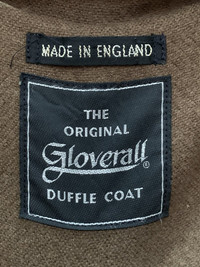 MADE IN ENGLAND
THE
ORIGINAL
Gloverall®
DUFFLE COAT